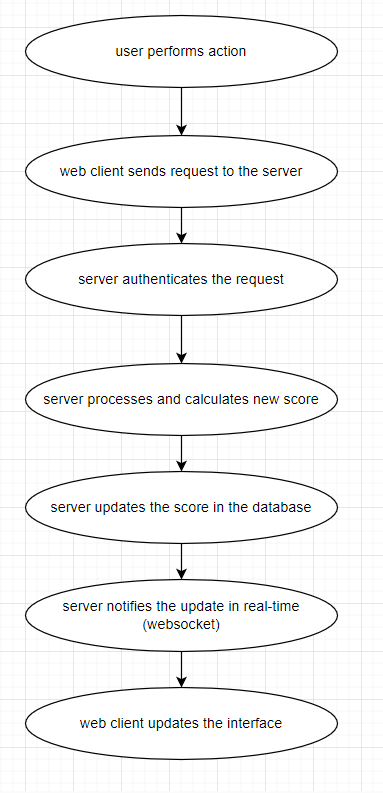 user performs action
web client sends request to the server
server authenticates the request
server processes and calculates new score
server updates the score in the database
server notifies the update in real-time
(websocket)
web client updates the interface